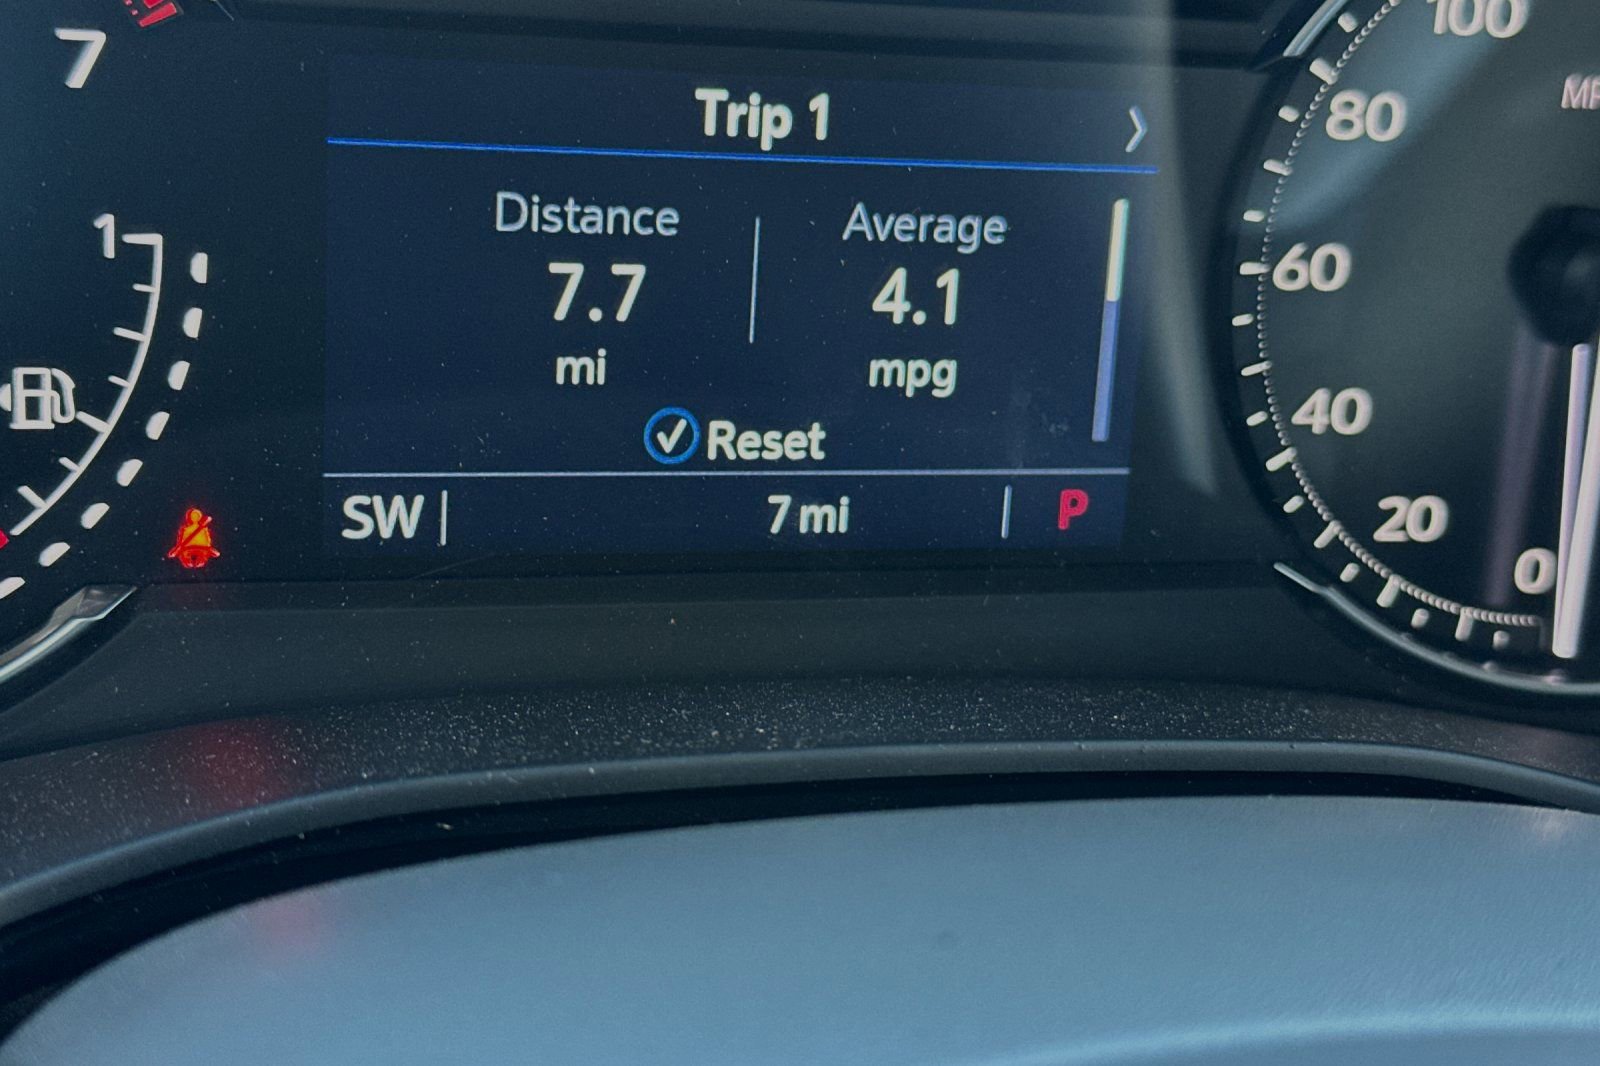 7
1
Trip 1
Distance
Average
7.7
4.1
mi
mpg
Reset
SW
7 mi
P
100
80
60
40
20
0